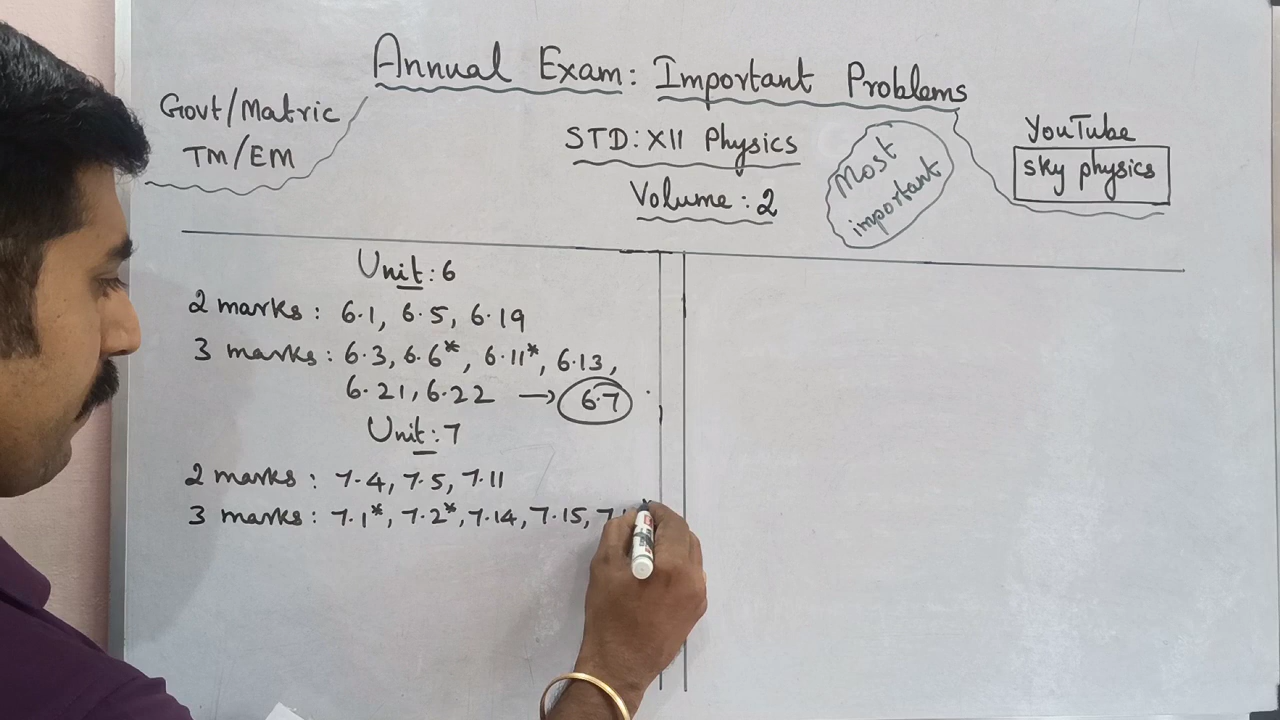 Annual Exam: Important Problems
Govt/Matric
TM/EM
STD: XII Physics
Volume: 2
Most
important
YouTube
sky physics
Unit: 6
2 marks: 6.1, 6.5, 6.19
3 marks: 6.3, 6.6*, 6.11*, 6.13,
6.21, 6.22 → 6.7
Unit: 7
2 marks: 7.4, 7.5, 7.11
3 marks: 7.1*, 7.2*, 7.14, 7.15,